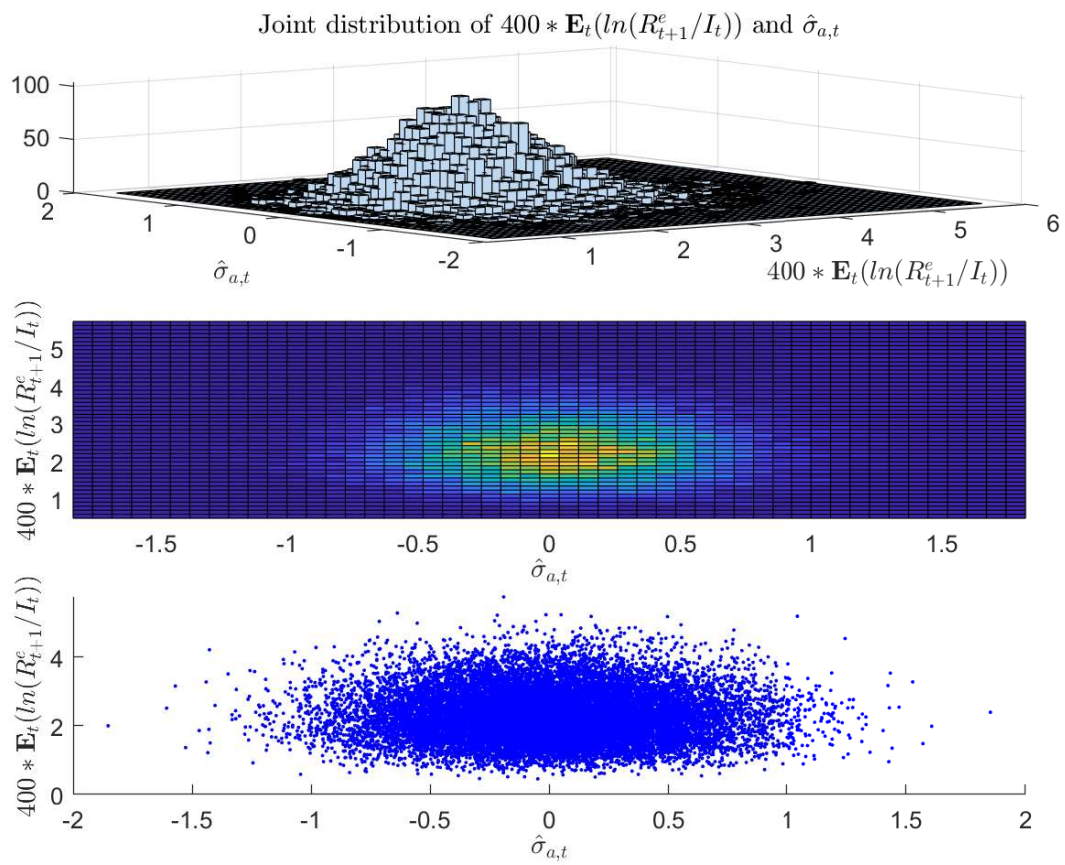 Joint distribution of 400 ∗ E_t(ln(R^e_{t+1}/I_t)) and σ̂_{a,t}
100
50
0
2
1
0
-1
-2
1
2
3
4
5
6
σ̂_{a,t}
400 ∗ E_t(ln(R^e_{t+1}/I_t))
400 ∗ E_t(ln(R^e_{t+1}/I_t))
5
4
3
2
1
-1.5 -1 -0.5 0 0.5 1 1.5
σ̂_{a,t}
400 ∗ E_t(ln(R^e_{t+1}/I_t))
4
2
0
-2 -1.5 -1 -0.5 0 0.5 1 1.5 2
σ̂_{a,t}